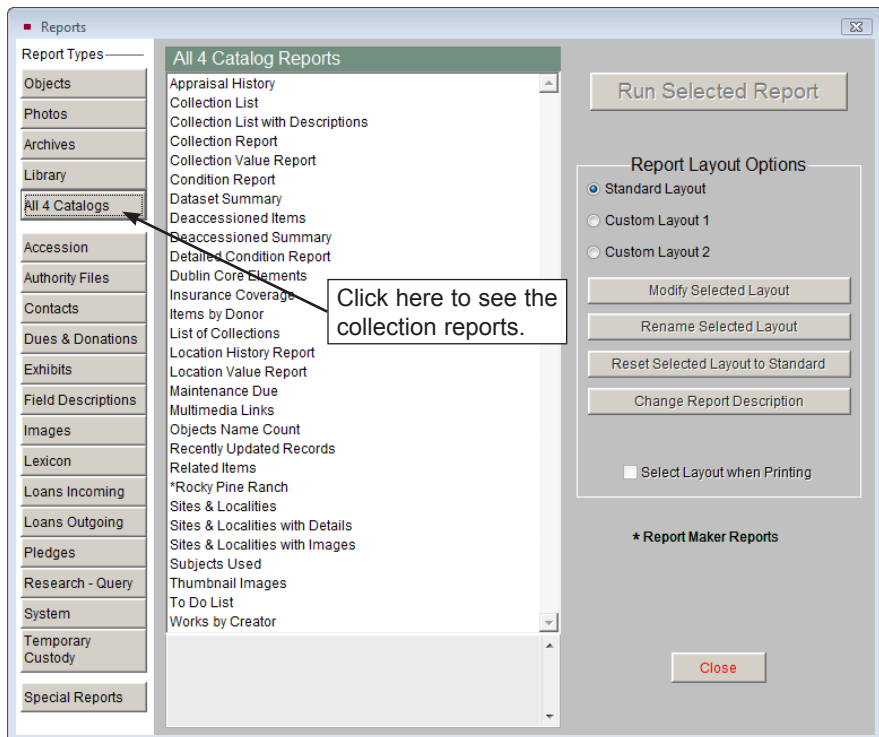 Reports
Report Types
Objects
Photos
Archives
Library
All 4 Catalogs
Accession
Authority Files
Contacts
Dues & Donations
Exhibits
Field Descriptions
Images
Lexicon
Loans Incoming
Loans Outgoing
Pledges
Research - Query
System
Temporary
Custody
Special Reports
All 4 Catalog Reports
Appraisal History
Collection List
Collection List with Descriptions
Collection Report
Collection Value Report
Condition Report
Dataset Summary
Deaccessioned Items
Deaccessioned Summary
Detailed Condition Report
Dublin Core Elements
Insurance Coverage
Items by Donor
List of Collections
Location History Report
Location Value Report
Maintenance Due
Multimedia Links
Objects Name Count
Recently Updated Records
Related Items
*Rocky Pine Ranch
Sites & Localities
Sites & Localities with Details
Sites & Localities with Images
Subjects Used
Thumbnail Images
To Do List
Works by Creator
Click here to see the
collection reports.
Run Selected Report
Report Layout Options
Standard Layout
Custom Layout 1
Custom Layout 2
Modify Selected Layout
Rename Selected Layout
Reset Selected Layout to Standard
Change Report Description
Select Layout when Printing
* Report Maker Reports
Close